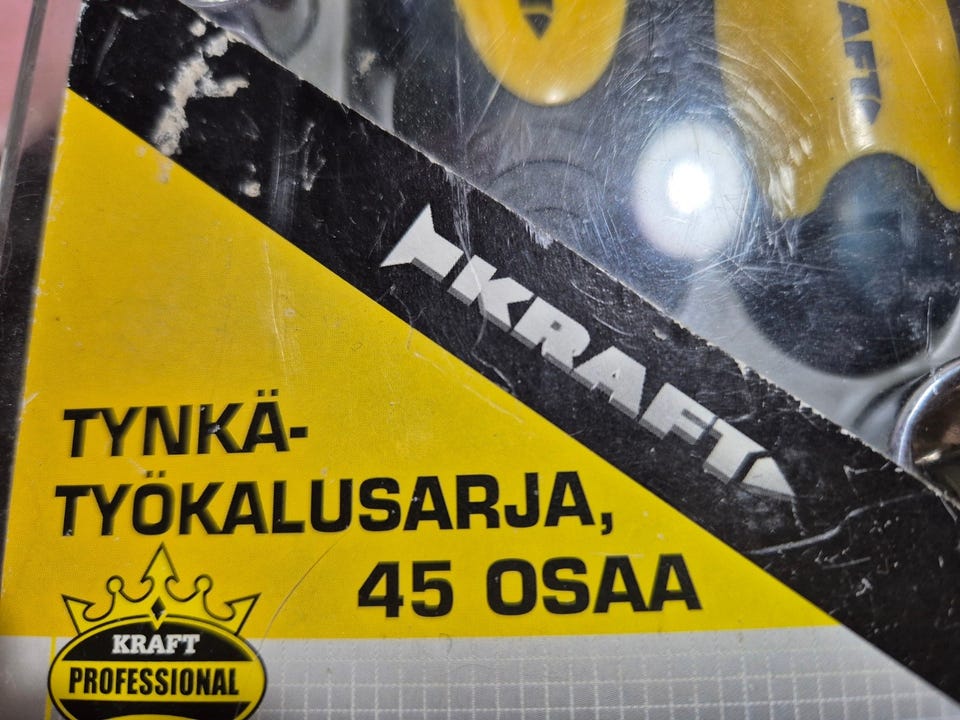 KRAFT
TYNKÄ-
TYÖKALUSARJA,
45 OSAA
KRAFT
PROFESSIONAL